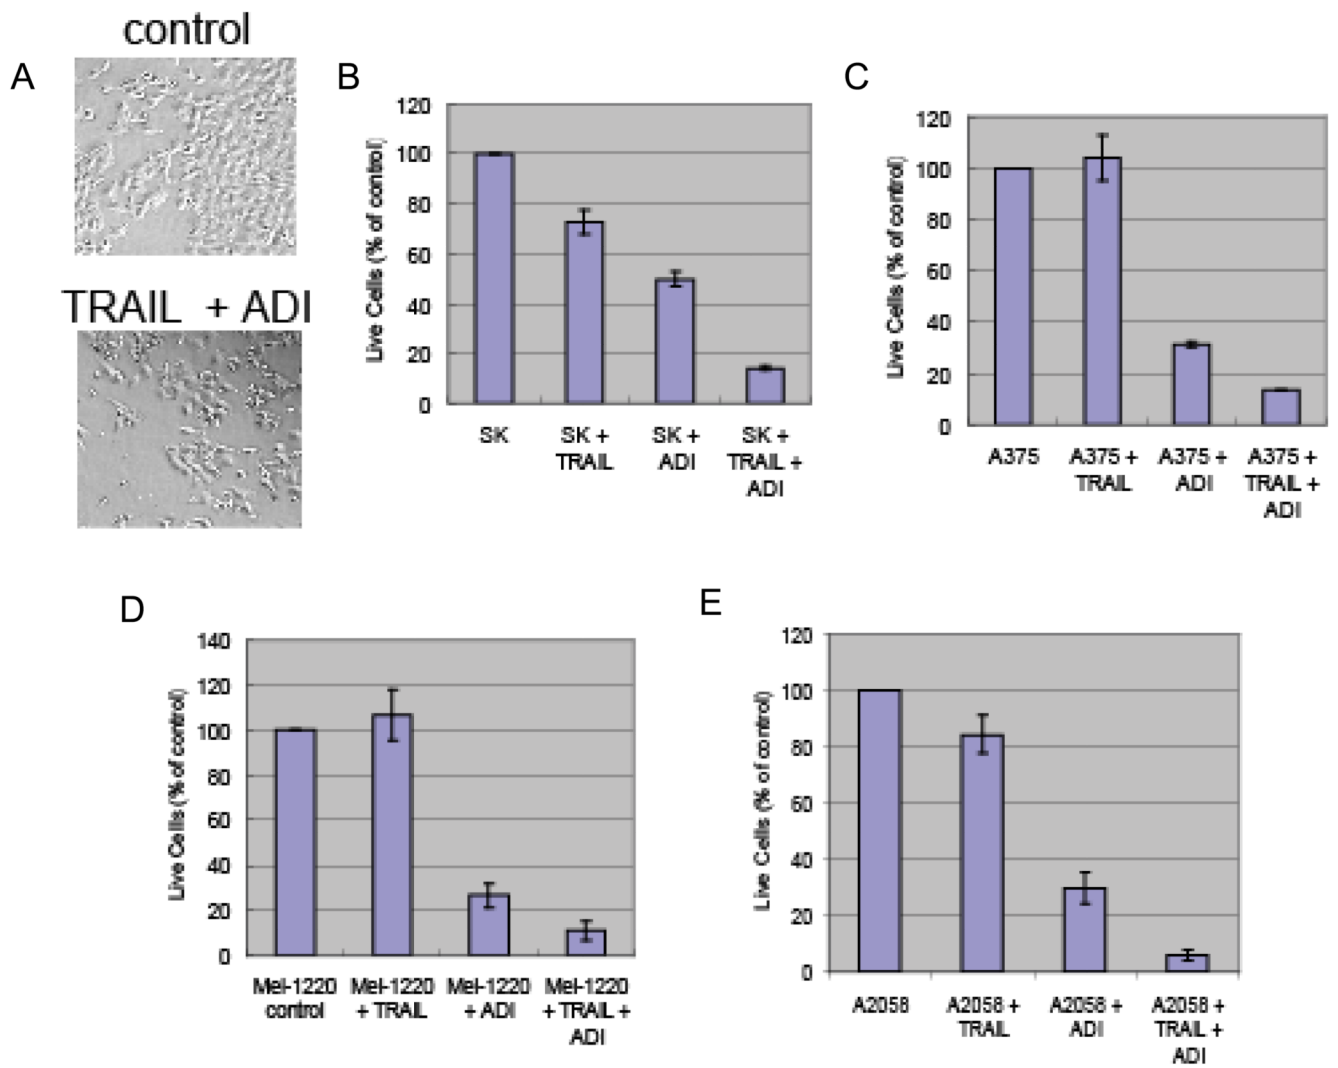 control
A
TRAIL + ADI
B
120
100
80
60
40
20
0
Live Cells (% of control)
SK
SK +
TRAIL
SK +
ADI
SK +
TRAIL +
ADI
C
120
100
80
60
40
20
0
Live Cells (% of control)
A375
A375 +
TRAIL
A375 +
ADI
A375 +
TRAIL +
ADI
D
140
120
100
80
60
40
20
0
Live Cells (% of control)
Mel-1220
control
Mel-1220
+ TRAIL
Mel-1220
+ ADI
Mel-1220
+ TRAIL +
ADI
E
120
100
80
60
40
20
0
Live Cells (% of control)
A2058
A2058 +
TRAIL
A2058 +
ADI
A2058 +
TRAIL +
ADI